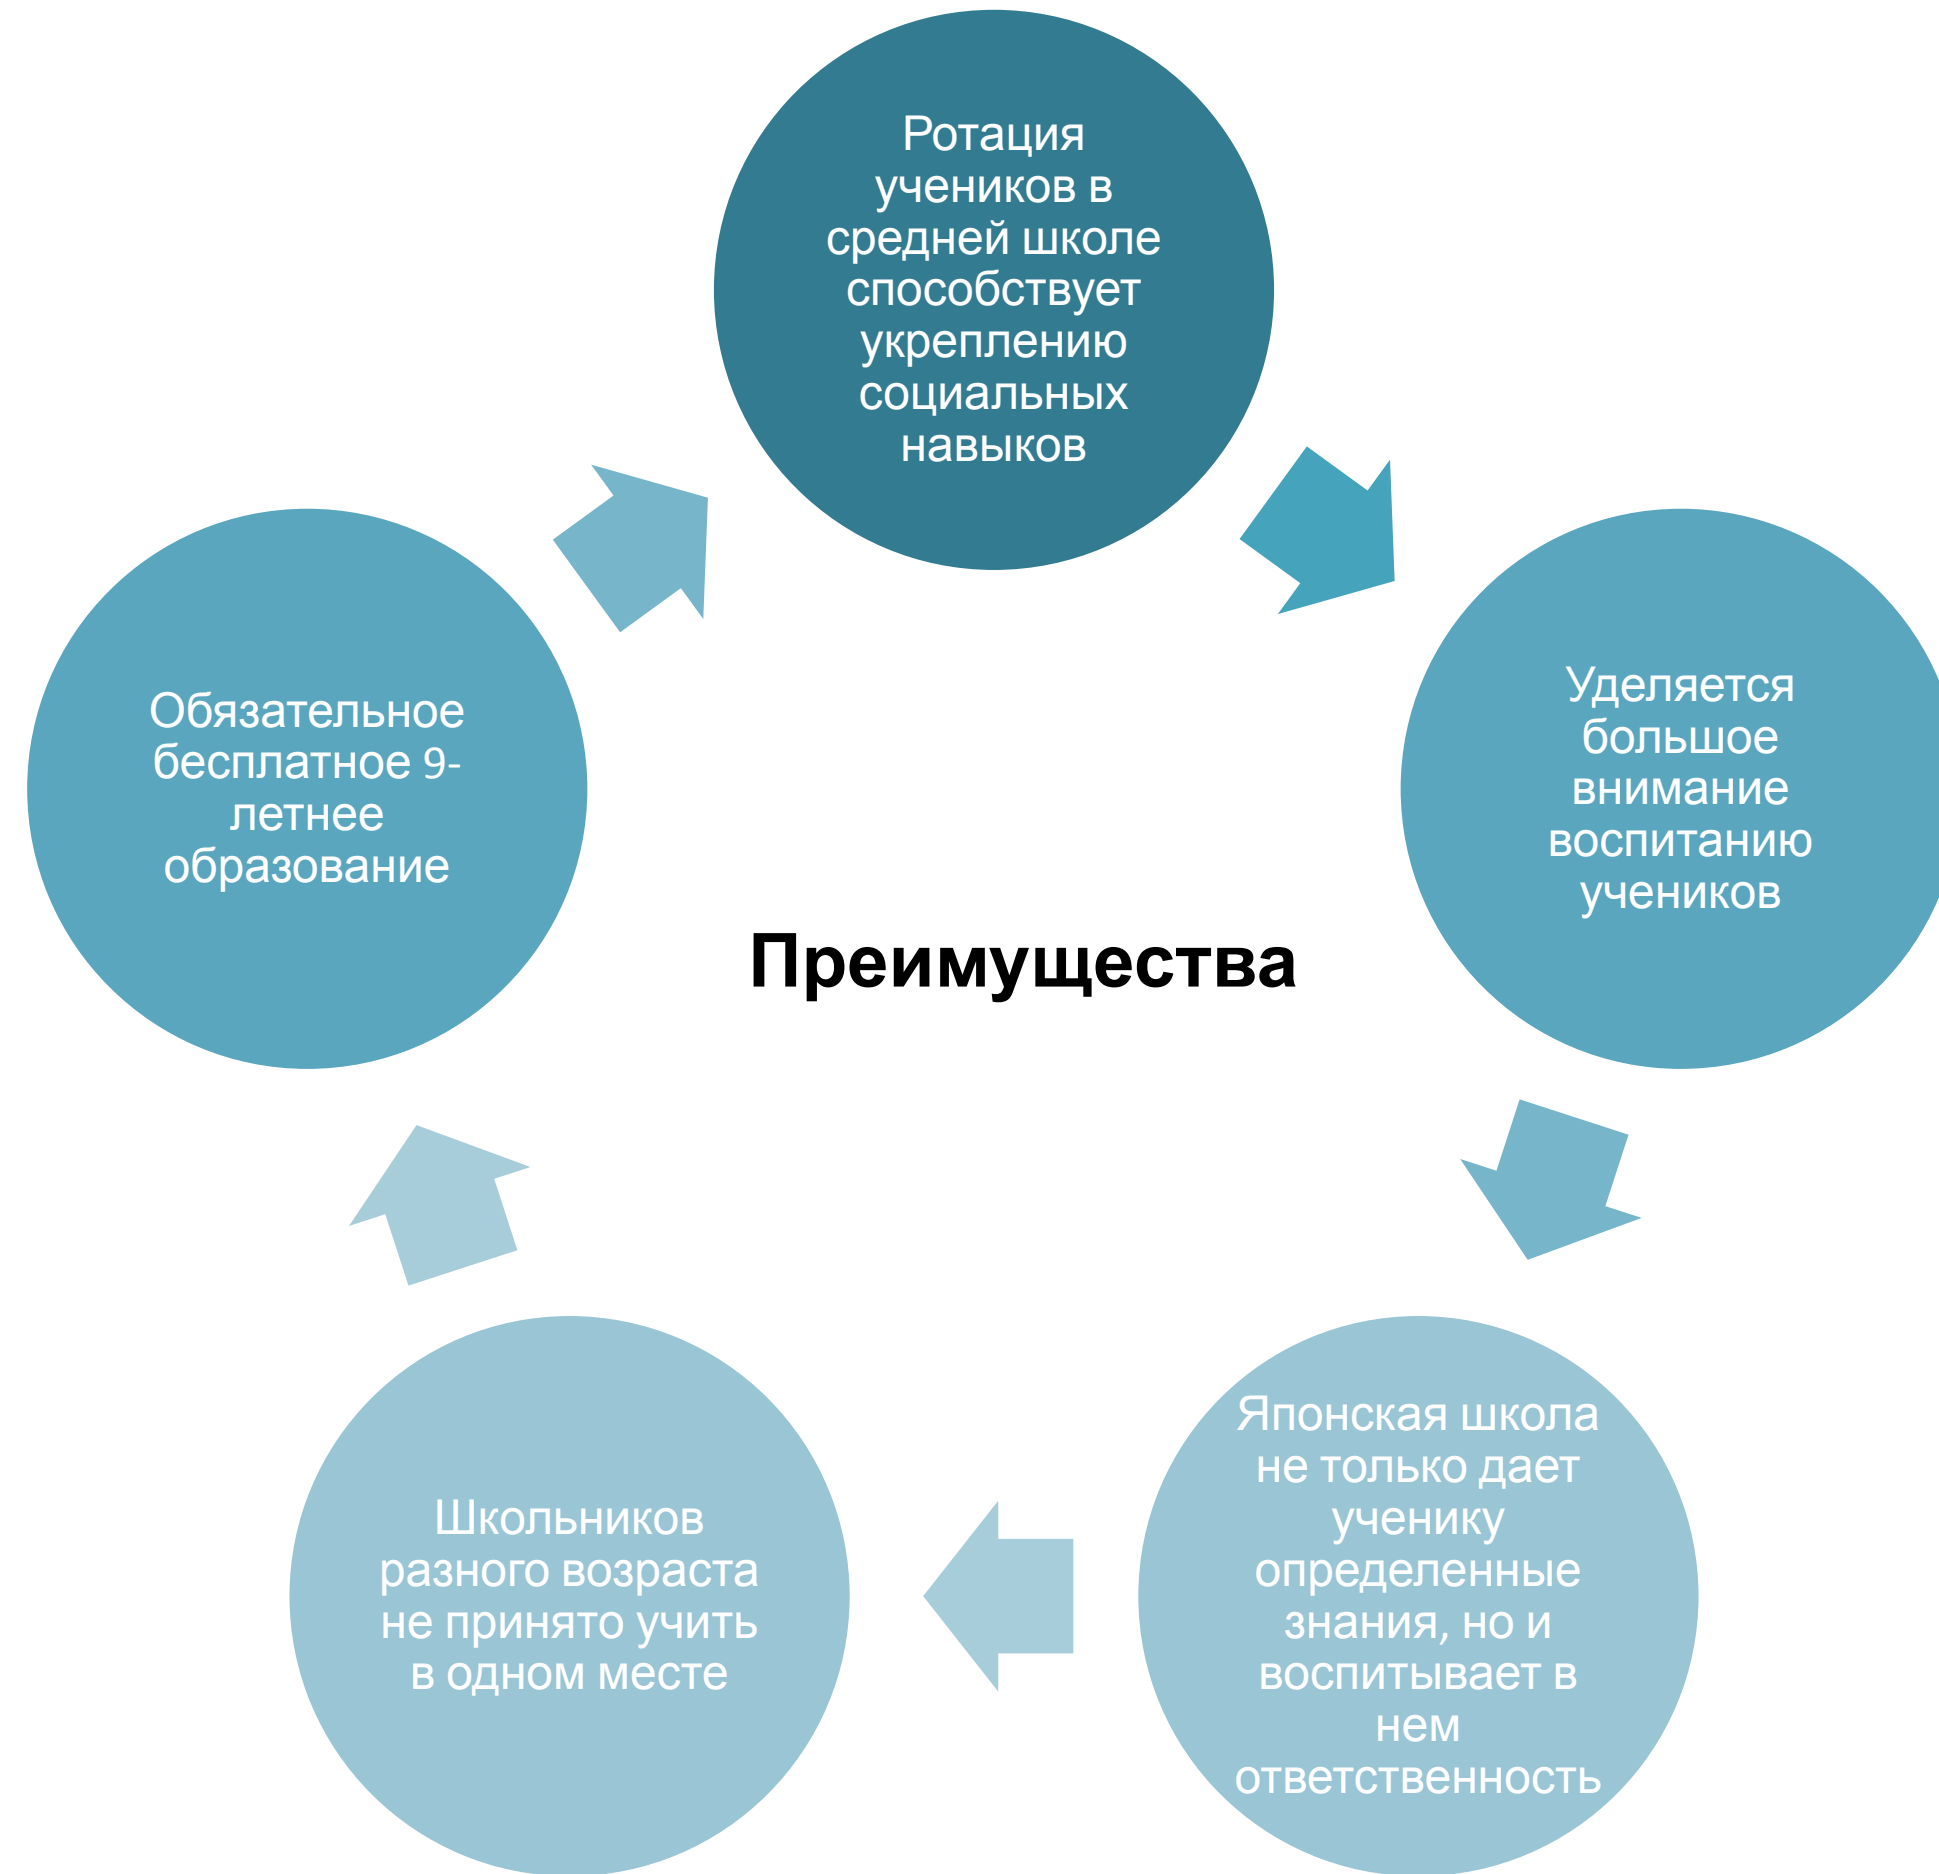 Ротация
учеников в
средней школе
способствует
укреплению
социальных
навыков
Уделяется
большое
внимание
воспитанию
учеников
Японская школа
не только дает
ученику
определенные
знания, но и
воспитывает в
нем
ответственность
Школьников
разного возраста
не принято учить
в одном месте
Обязательное
бесплатное 9-
летнее
образование
Преимущества